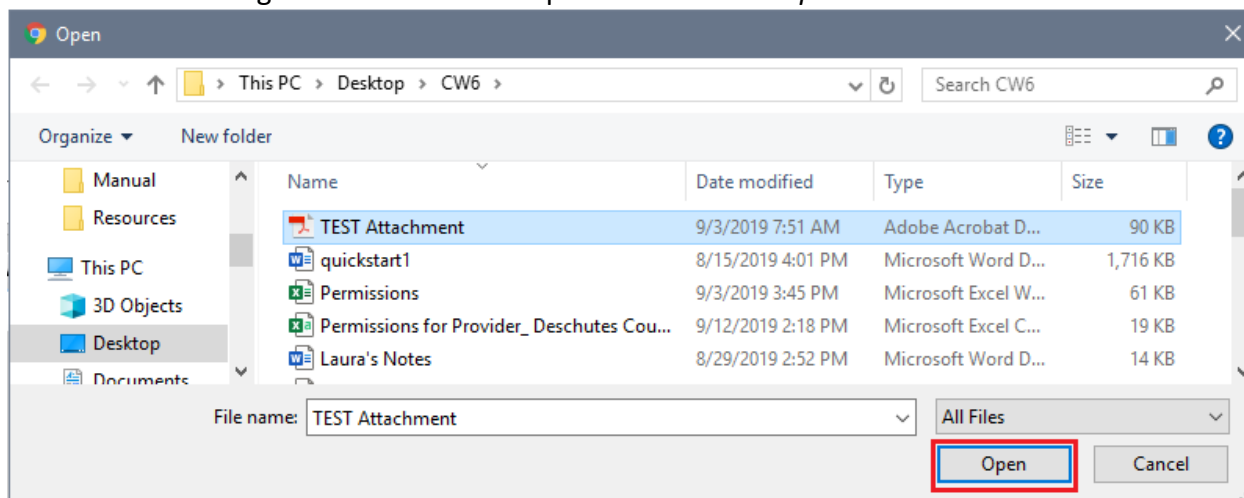 Open
This PC > Desktop > CW6 >
Search CW6
Organize
New folder
Manual
Resources
This PC
3D Objects
Desktop
Documents
Name Date modified Type Size
TEST Attachment 9/3/2019 7:51 AM Adobe Acrobat D... 90 KB
quickstart1 8/15/2019 4:01 PM Microsoft Word D... 1,716 KB
Permissions 9/3/2019 3:45 PM Microsoft Excel W... 61 KB
Permissions for Provider_ Deschutes Cou... 9/12/2019 2:18 PM Microsoft Excel C... 19 KB
Laura's Notes 8/29/2019 2:52 PM Microsoft Word D... 14 KB
File name: TEST Attachment
All Files
Open Cancel